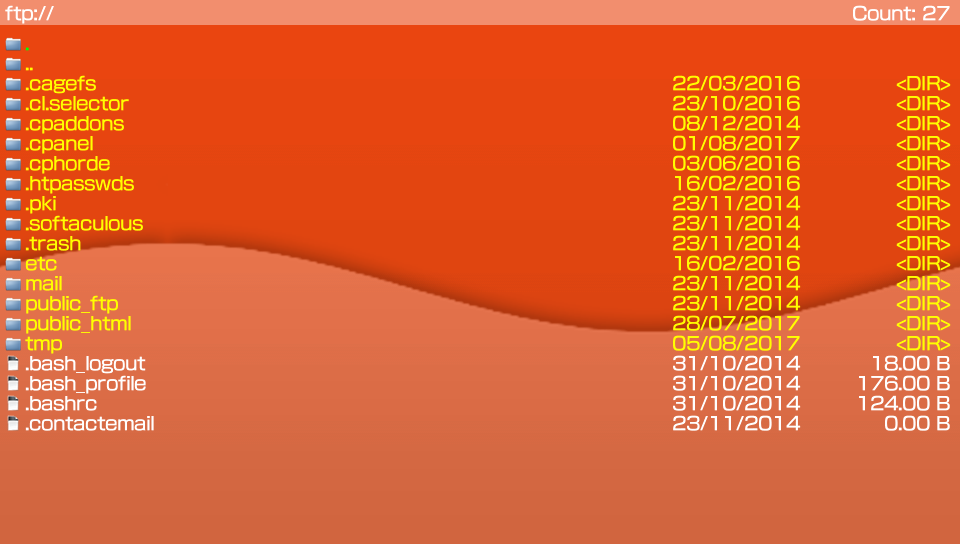 ftp:// Count: 27
.
..
.cagefs 22/03/2016 <DIR>
.cl.selector 23/10/2016 <DIR>
.cpaddons 08/12/2014 <DIR>
.cpanel 01/08/2017 <DIR>
.cphorde 03/06/2016 <DIR>
.htpasswds 16/02/2016 <DIR>
.pki 23/11/2014 <DIR>
.softaculous 23/11/2014 <DIR>
.trash 23/11/2014 <DIR>
etc 16/02/2016 <DIR>
mail 23/11/2014 <DIR>
public_ftp 23/11/2014 <DIR>
public_html 28/07/2017 <DIR>
tmp 05/08/2017 <DIR>
.bash_logout 31/10/2014 18.00 B
.bash_profile 31/10/2014 176.00 B
.bashrc 31/10/2014 124.00 B
.contactemail 23/11/2014 0.00 B